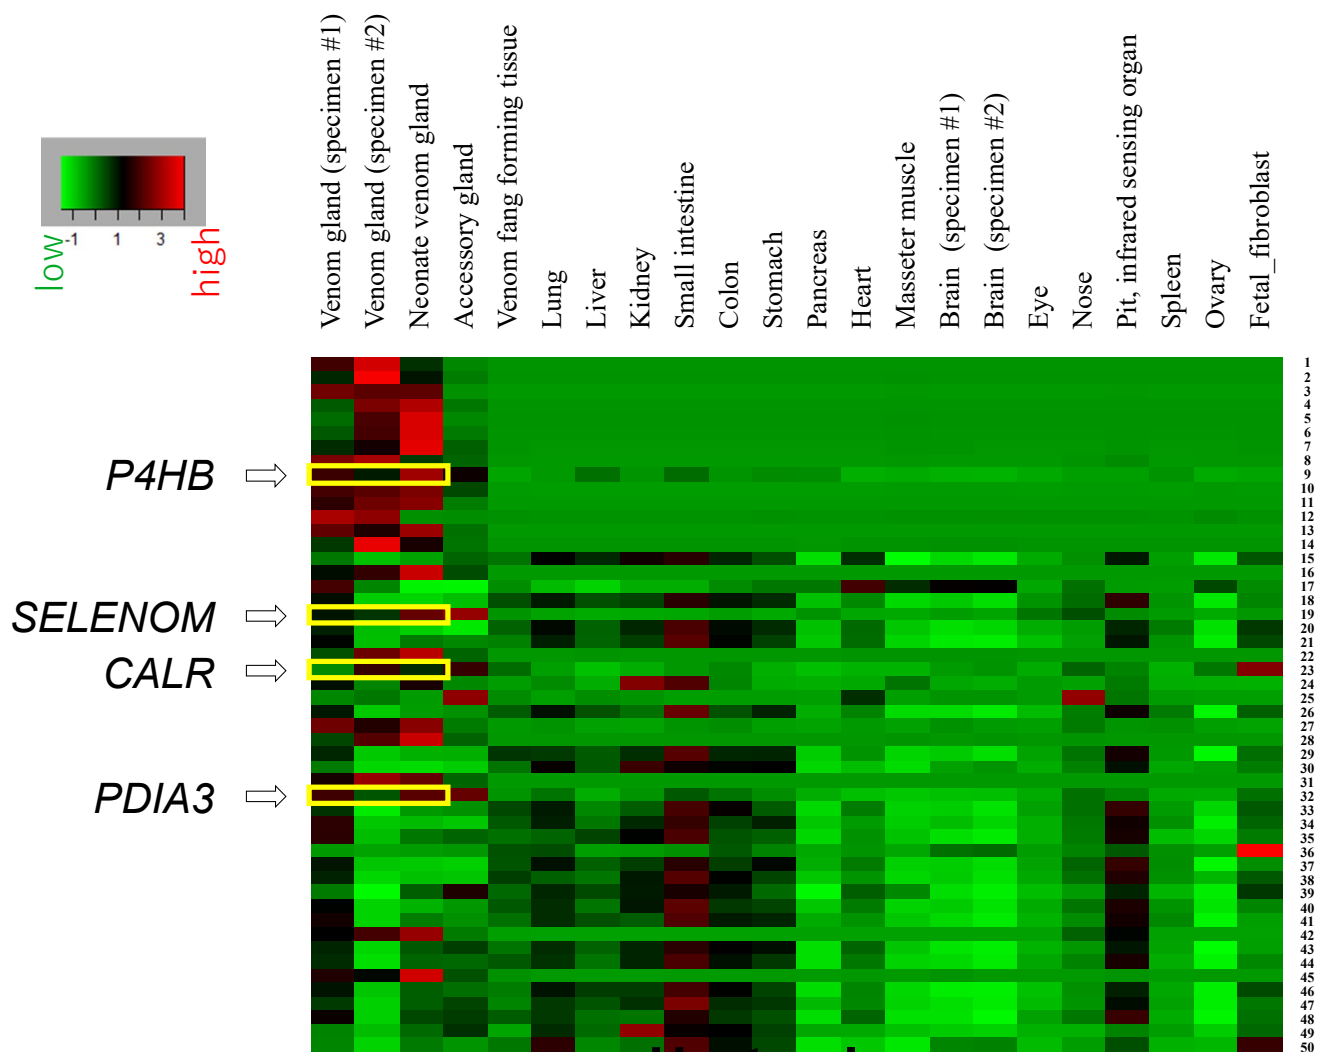 Venom gland (specimen #1)
Venom gland (specimen #2)
Neonate venom gland
Accessory gland
Venom fang forming tissue
Lung
Liver
Kidney
Small intestine
Colon
Stomach
Pancreas
Heart
Masseter muscle
Brain (specimen #1)
Brain (specimen #2)
Eye
Nose
Pit, infrared sensing organ
Spleen
Ovary
Fetal_fibroblast
-1 1 3
low
high
1
2
3
4
5
6
7
8
P4HB
9
10
11
12
13
14
15
16
17
18
SELENOM
19
20
21
22
CALR
23
24
25
26
27
28
29
30
31
PDIA3
32
33
34
35
36
37
38
39
40
41
42
43
44
45
46
47
48
49
50